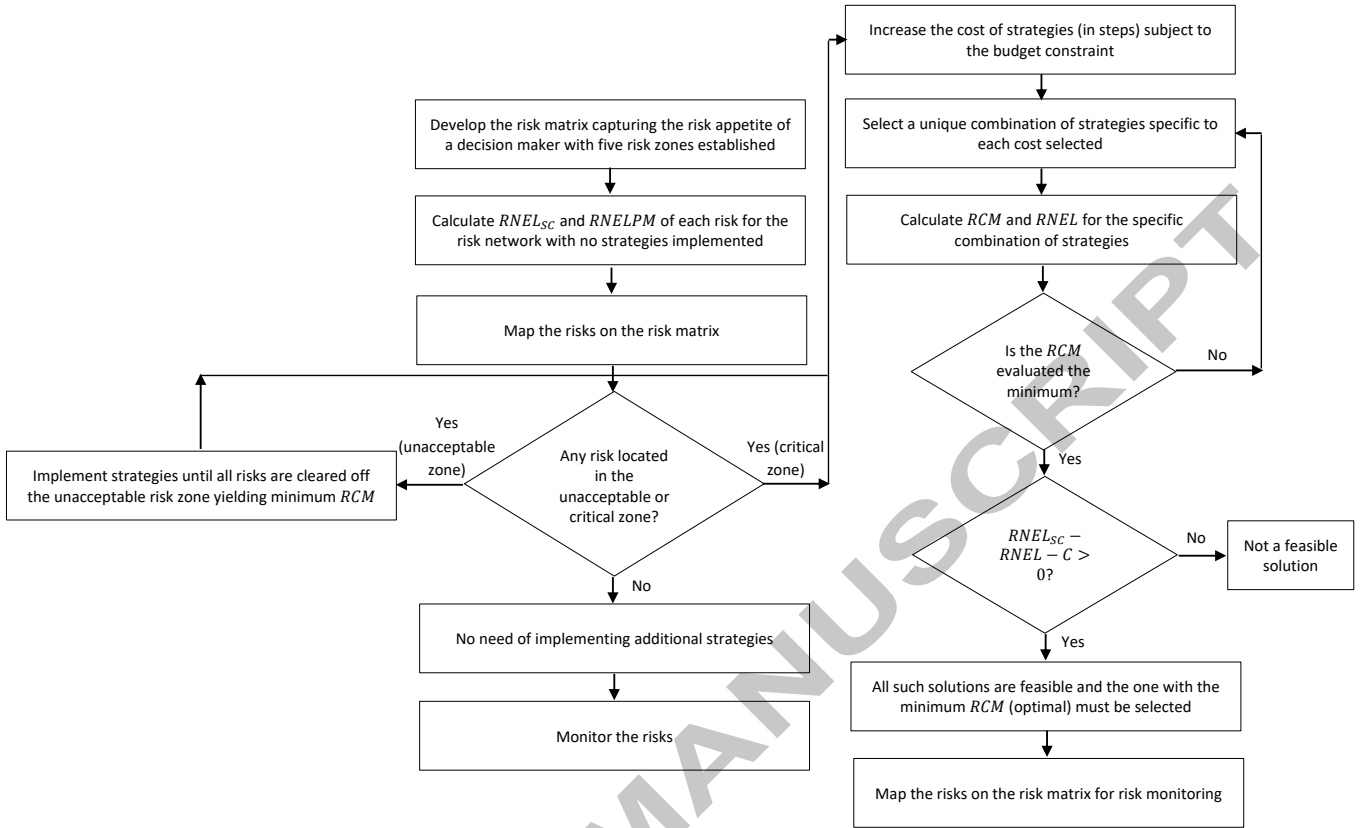 Develop the risk matrix capturing the risk appetite of
a decision maker with five risk zones established
Calculate RNEL_SC and RNELPM of each risk for the
risk network with no strategies implemented
Map the risks on the risk matrix
Any risk located
in the
unacceptable or
critical zone?
Yes
(unacceptable
zone)
Implement strategies until all risks are cleared off
the unacceptable risk zone yielding minimum RCM
Yes (critical
zone)
No
No need of implementing additional strategies
Monitor the risks
Increase the cost of strategies (in steps) subject to
the budget constraint
Select a unique combination of strategies specific to
each cost selected
Calculate RCM and RNEL for the specific
combination of strategies
Is the RCM
evaluated the
minimum?
No
Yes
RNEL_SC −
RNEL − C >
0?
No
Not a feasible
solution
Yes
All such solutions are feasible and the one with the
minimum RCM (optimal) must be selected
Map the risks on the risk matrix for risk monitoring
MANUSCRIPT